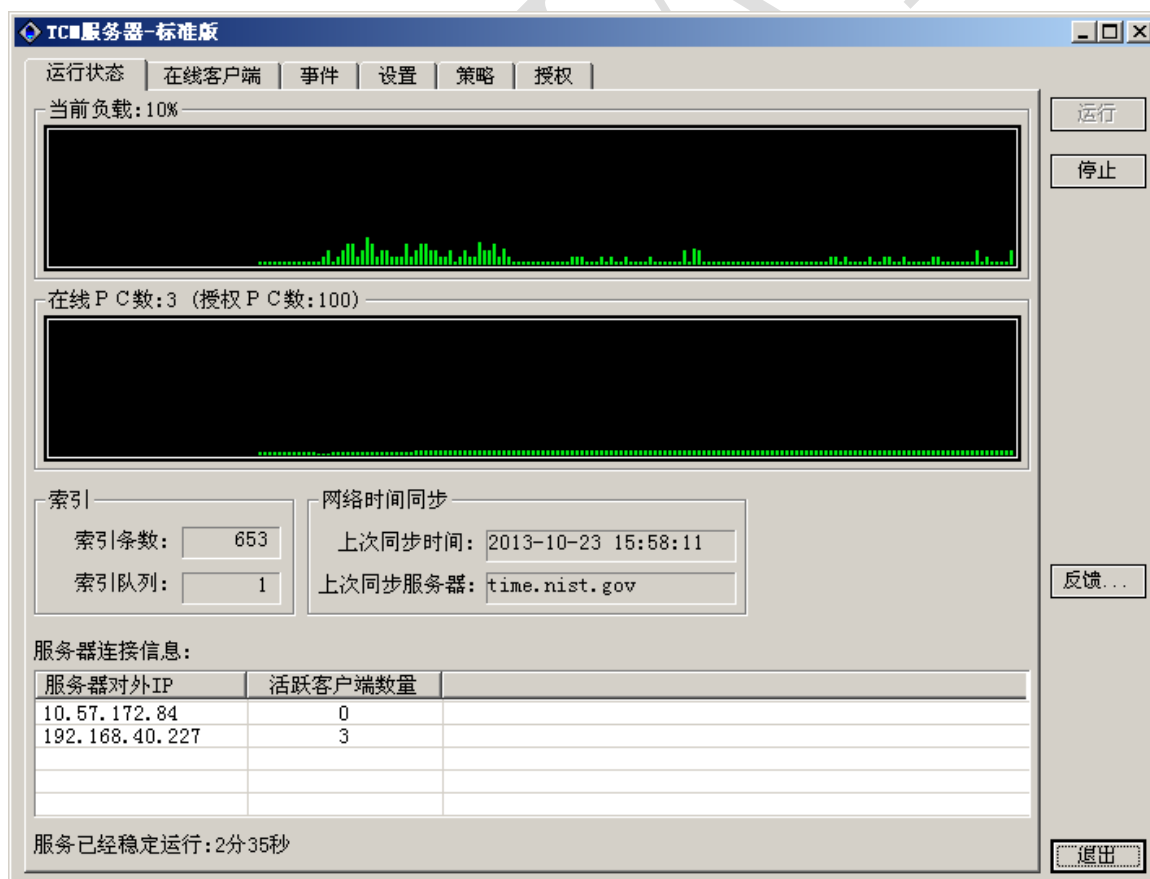 TCM服务器-标准版
运行状态 在线客户端 事件 设置 策略 授权
当前负载:10%
运行
停止
在线ＰＣ数:3 (授权ＰＣ数:100)
索引
索引条数: 653
索引队列: 1
网络时间同步
上次同步时间: 2013-10-23 15:58:11
上次同步服务器: time.nist.gov
反馈...
服务器连接信息:
服务器对外IP 活跃客户端数量
10.57.172.84 0
192.168.40.227 3
服务已经稳定运行:2分35秒
退出